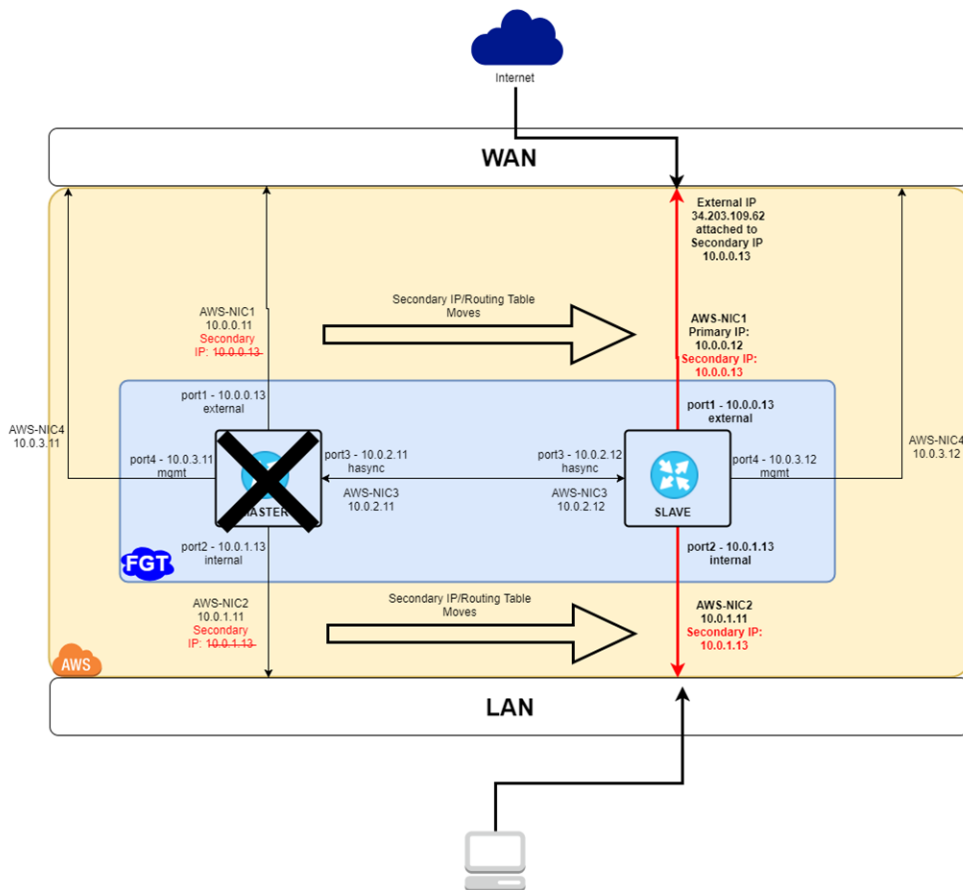 Internet
WAN
External IP
34.203.109.62
attached to
Secondary IP
10.0.0.13
AWS-NIC1
10.0.0.11
Secondary
IP: 10.0.0.13
Secondary IP/Routing Table
Moves
AWS-NIC1
Primary IP:
10.0.0.12
Secondary IP:
10.0.0.13
port1 - 10.0.0.13
external
port1 - 10.0.0.13
external
AWS-NIC4
10.0.3.11
port4 - 10.0.3.11
mgmt
MASTER
port3 - 10.0.2.11
hasync
AWS-NIC3
10.0.2.11
port3 - 10.0.2.12
hasync
AWS-NIC3
10.0.2.12
SLAVE
port4 - 10.0.3.12
mgmt
AWS-NIC4
10.0.3.12
port2 - 10.0.1.13
internal
port2 - 10.0.1.13
internal
FGT
AWS-NIC2
10.0.1.11
Secondary
IP: 10.0.1.13
Secondary IP/Routing Table
Moves
AWS-NIC2
10.0.1.11
Secondary IP:
10.0.1.13
AWS
LAN